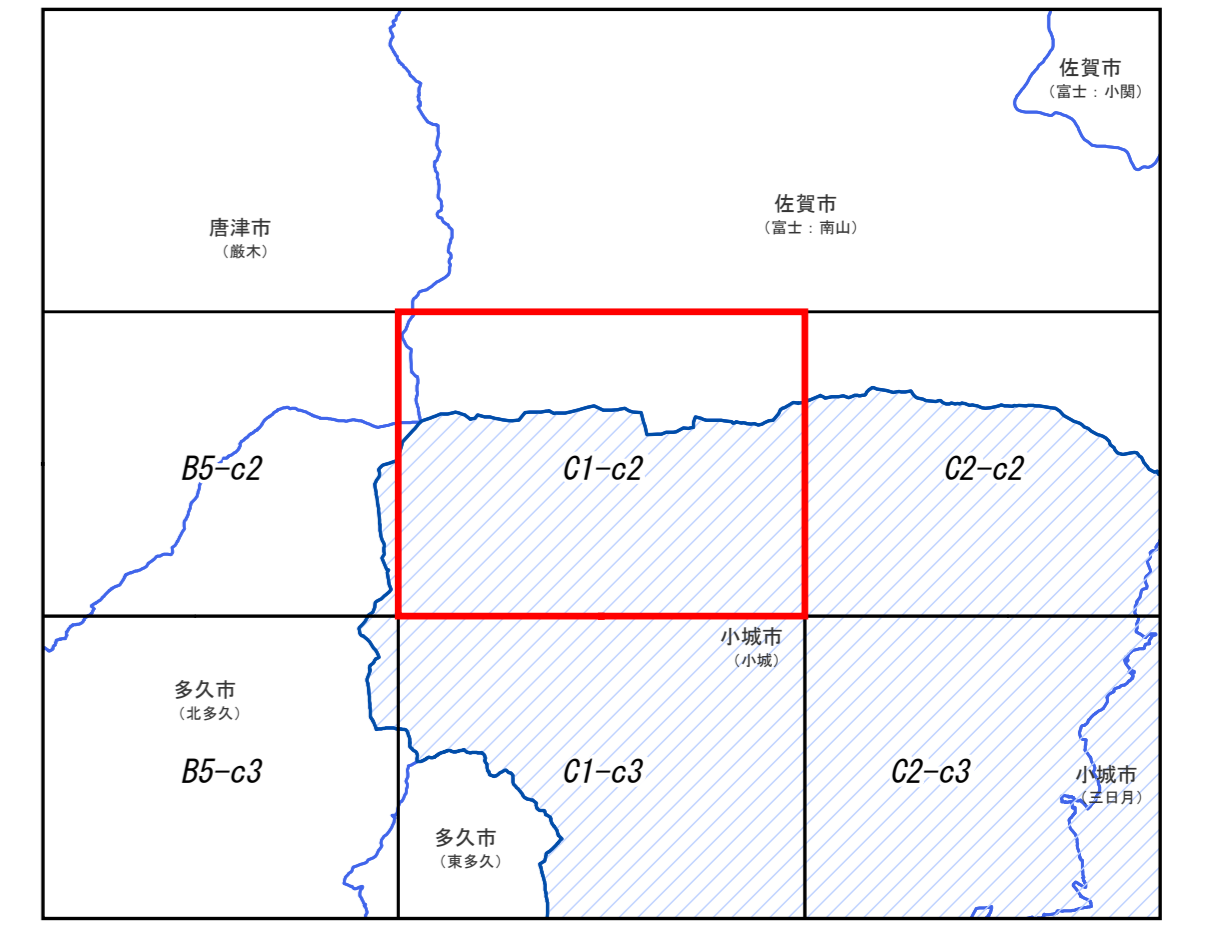 佐賀市
（富士：小関）
佐賀市
（富士：南山）
唐津市
（厳木）
B5-c2
C1-c2
C2-c2
小城市
（小城）
多久市
（北多久）
B5-c3
C1-c3
C2-c3
小城市
（三日月）
多久市
（東多久）